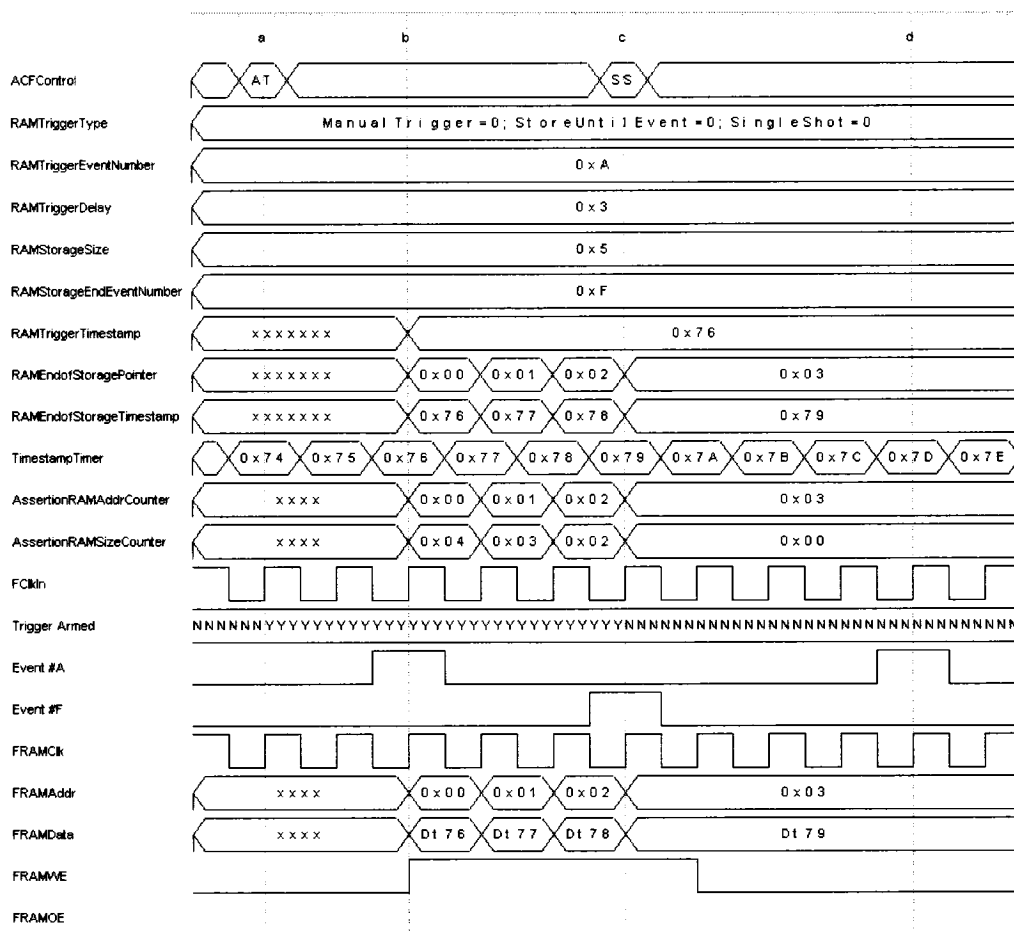 a b c d
ACFControl AT SS
RAMTriggerType ManualTrigger=0; StoreUntilEvent=0; SingleShot=0
RAMTriggerEventNumber 0xA
RAMTriggerDelay 0x3
RAMStorageSize 0x5
RAMStorageEndEventNumber 0xF
RAMTriggerTimestamp xxxxxxx 0x76
RAMEndofStoragePointer xxxxxxx 0x00 0x01 0x02 0x03
RAMEndofStorageTimestamp xxxxxxx 0x76 0x77 0x78 0x79
TimestampTimer 0x74 0x75 0x76 0x77 0x78 0x79 0x7A 0x7B 0x7C 0x7D 0x7E
AssertionRAMAddrCounter xxxx 0x00 0x01 0x02 0x03
AssertionRAMSizeCounter xxxx 0x04 0x03 0x02 0x00
FClkIn
Trigger Armed NNNNNNYYYYYYYYYYYYYYYYYYYYYYYYYYYYYYNNNNNNNNNNNNNNNNNNNNNNNNNNNNNNNNN
Event #A
Event #F
FRAMClk
FRAMAddr xxxx 0x00 0x01 0x02 0x03
FRAMData xxxx Dt 76 Dt 77 Dt 78 Dt 79
FRAMWE
FRAMOE